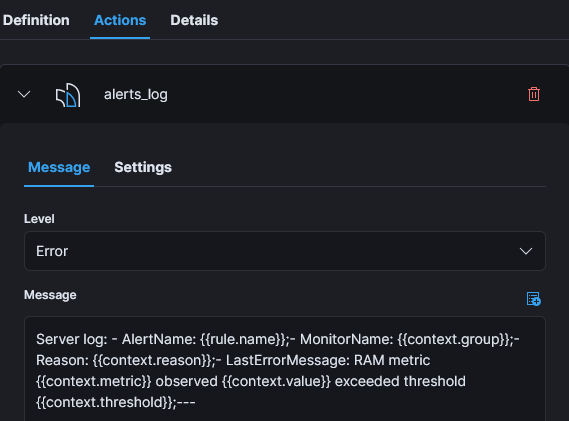 Definition Actions Details
alerts_log
Message Settings
Level
Error
Message
Server log: - AlertName: {{rule.name}};- MonitorName: {{context.group}};-
Reason: {{context.reason}};- LastErrorMessage: RAM metric
{{context.metric}} observed {{context.value}} exceeded threshold
{{context.threshold}};---